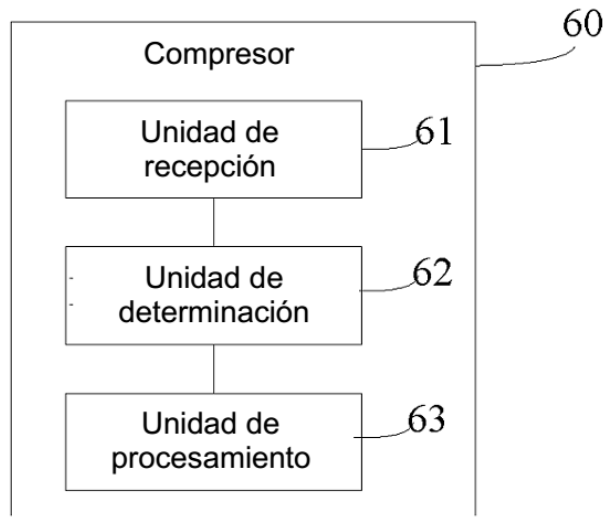 60
Compresor
Unidad de
recepción
61
Unidad de
determinación
62
Unidad de
procesamiento
63